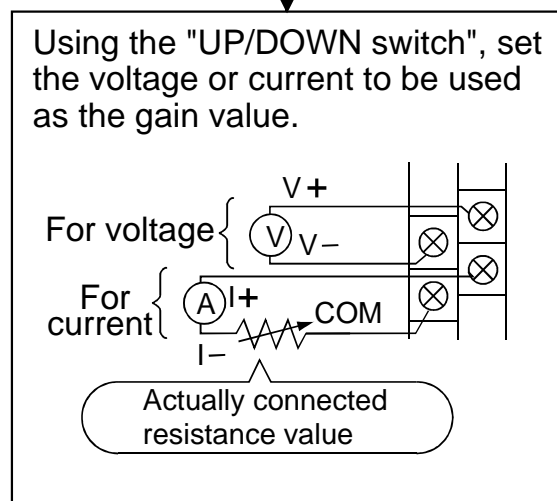 Using the "UP/DOWN switch", set
the voltage or current to be used
as the gain value.
V+
For voltage
V
V−
For
current
A
I+
COM
I−
Actually connected
resistance value